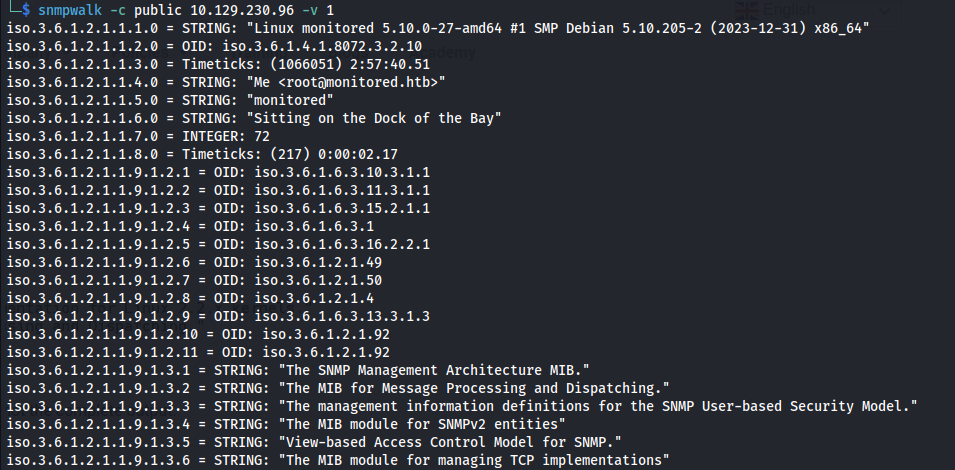 └─$ snmpwalk -c public 10.129.230.96 -v 1
iso.3.6.1.2.1.1.1.0 = STRING: "Linux monitored 5.10.0-27-amd64 #1 SMP Debian 5.10.205-2 (2023-12-31) x86_64"
iso.3.6.1.2.1.1.2.0 = OID: iso.3.6.1.4.1.8072.3.2.10
iso.3.6.1.2.1.1.3.0 = Timeticks: (1066051) 2:57:40.51
iso.3.6.1.2.1.1.4.0 = STRING: "Me <root@monitored.htb>"
iso.3.6.1.2.1.1.5.0 = STRING: "monitored"
iso.3.6.1.2.1.1.6.0 = STRING: "Sitting on the Dock of the Bay"
iso.3.6.1.2.1.1.7.0 = INTEGER: 72
iso.3.6.1.2.1.1.8.0 = Timeticks: (217) 0:00:02.17
iso.3.6.1.2.1.1.9.1.2.1 = OID: iso.3.6.1.6.3.10.3.1.1
iso.3.6.1.2.1.1.9.1.2.2 = OID: iso.3.6.1.6.3.11.3.1.1
iso.3.6.1.2.1.1.9.1.2.3 = OID: iso.3.6.1.6.3.15.2.1.1
iso.3.6.1.2.1.1.9.1.2.4 = OID: iso.3.6.1.6.3.1
iso.3.6.1.2.1.1.9.1.2.5 = OID: iso.3.6.1.6.3.16.2.2.1
iso.3.6.1.2.1.1.9.1.2.6 = OID: iso.3.6.1.2.1.49
iso.3.6.1.2.1.1.9.1.2.7 = OID: iso.3.6.1.2.1.50
iso.3.6.1.2.1.1.9.1.2.8 = OID: iso.3.6.1.2.1.4
iso.3.6.1.2.1.1.9.1.2.9 = OID: iso.3.6.1.6.3.13.3.1.3
iso.3.6.1.2.1.1.9.1.2.10 = OID: iso.3.6.1.2.1.92
iso.3.6.1.2.1.1.9.1.2.11 = OID: iso.3.6.1.2.1.92
iso.3.6.1.2.1.1.9.1.3.1 = STRING: "The SNMP Management Architecture MIB."
iso.3.6.1.2.1.1.9.1.3.2 = STRING: "The MIB for Message Processing and Dispatching."
iso.3.6.1.2.1.1.9.1.3.3 = STRING: "The management information definitions for the SNMP User-based Security Model."
iso.3.6.1.2.1.1.9.1.3.4 = STRING: "The MIB module for SNMPv2 entities"
iso.3.6.1.2.1.1.9.1.3.5 = STRING: "View-based Access Control Model for SNMP."
iso.3.6.1.2.1.1.9.1.3.6 = STRING: "The MIB module for managing TCP implementations"
English